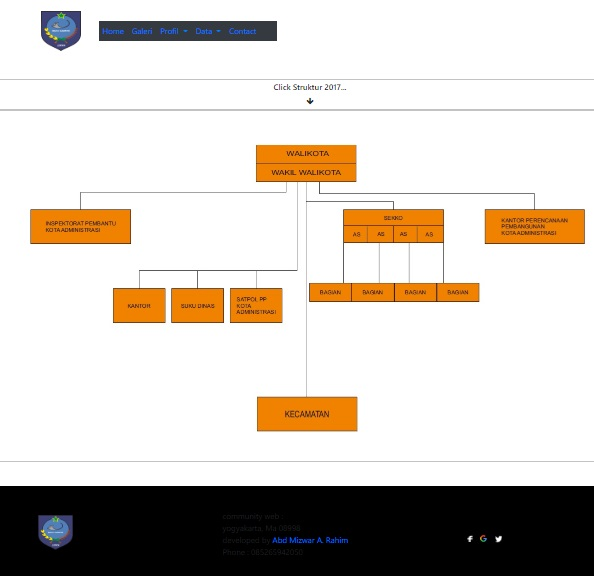 Home Galeri Profil Data Contact
Click Struktur 2017...
WALIKOTA
WAKIL WALIKOTA
INSPEKTORAT PEMBANTU
KOTA ADMINISTRASI
SEKKO
AS AS AS AS
KANTOR PERENCANAAN
PEMBANGUNAN
KOTA ADMINISTRASI
KANTOR
SUKU DINAS
SATPOL PP
KOTA
ADMINISTRASI
BAGIAN BAGIAN BAGIAN BAGIAN
KECAMATAN
community web :
yogyakarta, Ma 00998
developed by Abd Mizwar A. Rahim
Phone : 085265942050